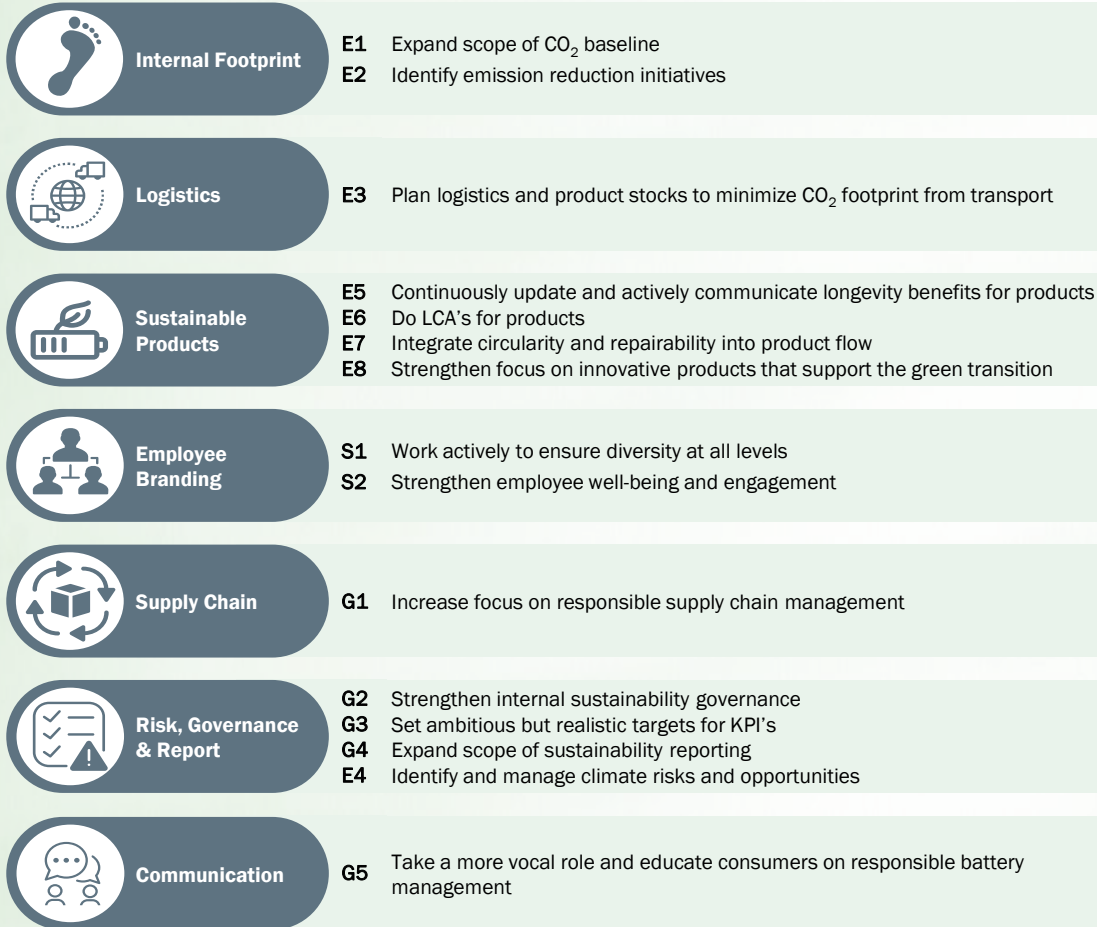 Internal Footprint
E1 Expand scope of CO₂ baseline
E2 Identify emission reduction initiatives
Logistics
E3 Plan logistics and product stocks to minimize CO₂ footprint from transport
Sustainable
Products
E5 Continuously update and actively communicate longevity benefits for products
E6 Do LCA's for products
E7 Integrate circularity and repairability into product flow
E8 Strengthen focus on innovative products that support the green transition
Employee
Branding
S1 Work actively to ensure diversity at all levels
S2 Strengthen employee well-being and engagement
Supply Chain
G1 Increase focus on responsible supply chain management
Risk, Governance
& Report
G2 Strengthen internal sustainability governance
G3 Set ambitious but realistic targets for KPI's
G4 Expand scope of sustainability reporting
E4 Identify and manage climate risks and opportunities
Communication
G5 Take a more vocal role and educate consumers on responsible battery
management